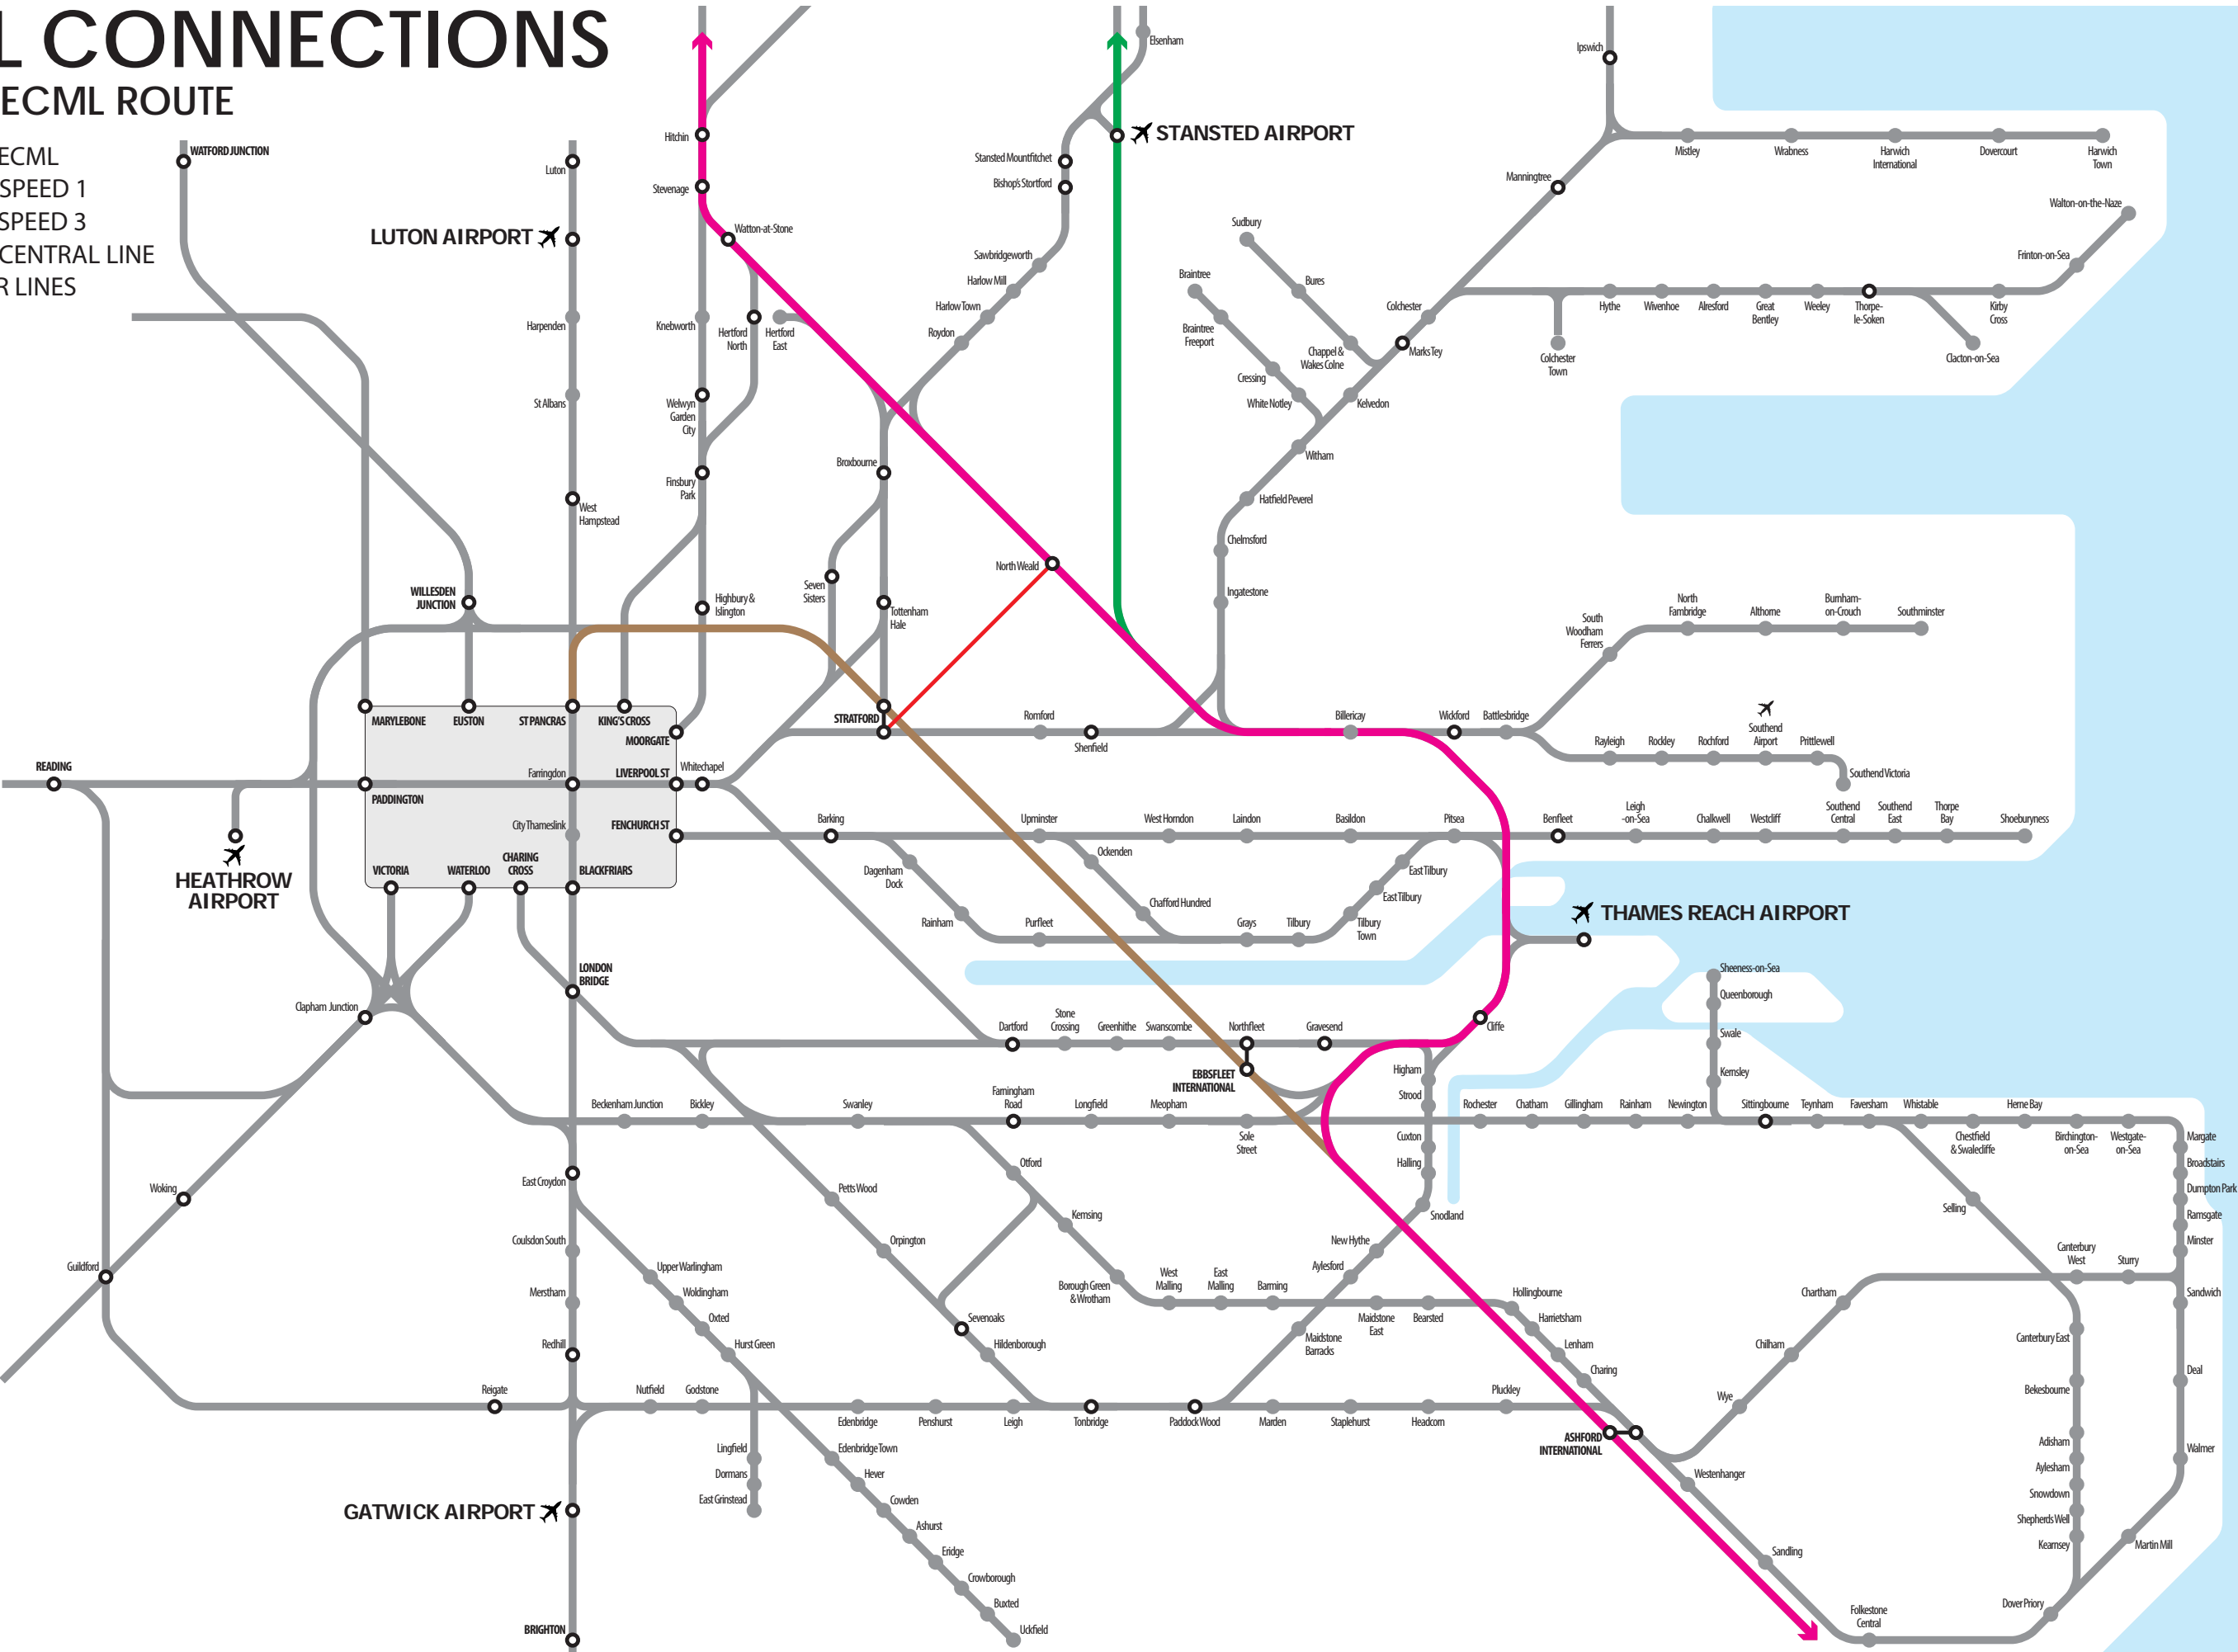 L CONNECTIONS
ECML ROUTE
ECML
SPEED 1
SPEED 3
CENTRAL LINE
R LINES
WATFORD JUNCTION
Luton
LUTON AIRPORT
Harpenden
St Albans
West
Hampstead
Hitchin
Stevenage
Watton-at-Stone
Knebworth
Hertford
North
Hertford
East
Welwyn
Garden
City
Finsbury
Park
Highbury &
Islington
Elsenham
STANSTED AIRPORT
Stansted Mountfitchet
Bishop's Stortford
Sawbridgeworth
Harlow Mill
Harlow Town
Roydon
Broxbourne
Seven
Sisters
Tottenham
Hale
North Weald
Ipswich
Mistley
Wrabness
Harwich
International
Dovercourt
Harwich
Town
Manningtree
Walton-on-the-Naze
Frinton-on-Sea
Sudbury
Bures
Chappel &
Wakes Colne
Braintree
Braintree
Freeport
Cressing
White Notley
Colchester
Marks Tey
Kelvedon
Witham
Hatfield Peverel
Chelmsford
Ingatestone
Colchester
Town
Hythe
Wivenhoe
Alresford
Great
Bentley
Weeley
Thorpe-
le-Soken
Kirby
Cross
Clacton-on-Sea
WILLESDEN
JUNCTION
MARYLEBONE
EUSTON
ST PANCRAS
KING'S CROSS
MOORGATE
STRATFORD
Romford
Shenfield
Billericay
Wickford
Battlesbridge
South
Woodham
Ferrers
North
Fambridge
Althorne
Burnham-
on-Crouch
Southminster
Rayleigh
Rockley
Rochford
Southend
Airport
Prittlewell
Southend Victoria
READING
PADDINGTON
Farringdon
LIVERPOOL ST
Whitechapel
City Thameslink
FENCHURCH ST
VICTORIA
WATERLOO
CHARING
CROSS
BLACKFRIARS
HEATHROW
AIRPORT
Barking
Upminster
West Horndon
Laindon
Basildon
Pitsea
Benfleet
Leigh
-on-Sea
Chalkwell
Westcliff
Southend
Central
Southend
East
Thorpe
Bay
Shoeburyness
Dagenham
Dock
Rainham
Purfleet
Ockenden
Chafford Hundred
Grays
Tilbury
Tilbury
Town
East Tilbury
East Tilbury
THAMES REACH AIRPORT
LONDON
BRIDGE
Clapham Junction
Dartford
Stone
Crossing
Greenhithe
Swanscombe
Northfleet
Gravesend
Cliffe
EBBSFLEET
INTERNATIONAL
Sheeness-on-Sea
Queenborough
Swale
Kemsley
Higham
Strood
Cuxton
Halling
Snodland
Beckenham Junction
Bickley
Swanley
Farningham
Road
Longfield
Meopham
Sole
Street
Rochester
Chatham
Gillingham
Rainham
Newington
Sittingbourne
Teynham
Faversham
Whistable
Chestfield
& Swalecliffe
Herne Bay
Birchington-
on-Sea
Westgate-
on-Sea
Margate
Broadstairs
Dumpton Park
Ramsgate
Minster
Sandwich
Deal
Walmer
Martin Mill
Dover Priory
Woking
Guildford
Reigate
East Croydon
Coulsdon South
Merstham
Redhill
Upper Warlingham
Woldingham
Oxted
Hurst Green
Petts Wood
Orpington
Sevenoaks
Hildenborough
Otford
Kemsing
Borough Green
& Wrotham
West
Malling
East
Malling
Barming
Maidstone
East
Bearsted
Hollingbourne
Harrietsham
Lenham
Charing
New Hythe
Aylesford
Maidstone
Barracks
Selling
Canterbury
West
Sturry
Chartham
Chilham
Wye
Canterbury East
Bekesbourne
Adisham
Aylesham
Snowdown
Shepherds Well
Kearnsey
Nutfield
Godstone
Edenbridge
Penshurst
Leigh
Tonbridge
Paddock Wood
Marden
Staplehurst
Headcorn
Pluckley
ASHFORD
INTERNATIONAL
Westenhanger
Sandling
Folkestone
Central
Lingfield
Dormans
East Grinstead
Edenbridge Town
Hever
Cowden
Ashurst
Eridge
Crowborough
Buxted
Uckfield
GATWICK AIRPORT
BRIGHTON